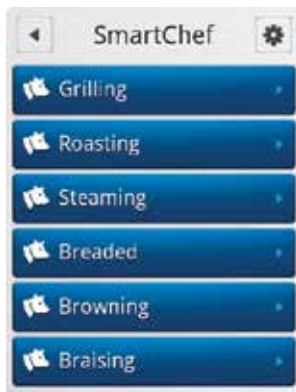 SmartChef
Grilling
Roasting
Steaming
Breaded
Browning
Braising